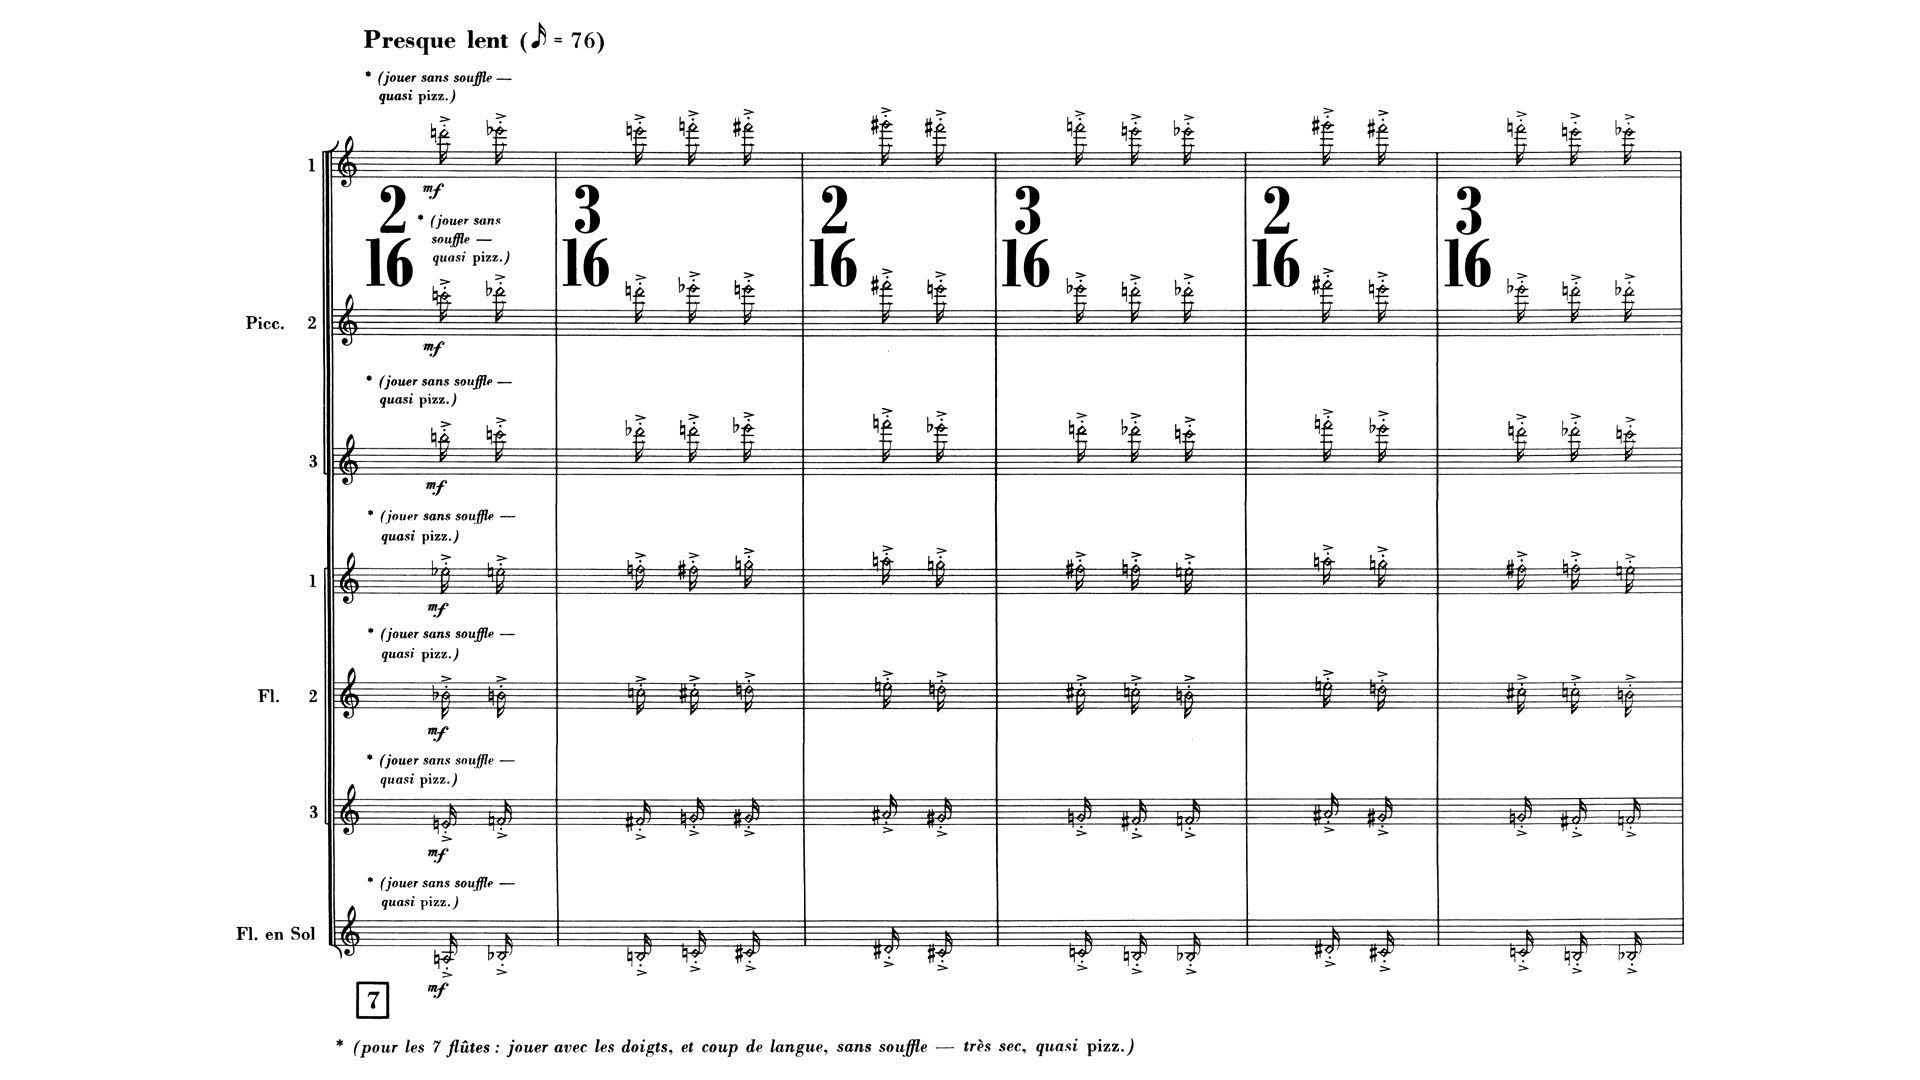 Presque lent (𝅘𝅥𝅯 = 76)
* (jouer sans souffle —
quasi pizz.)
1
mf
2
16
3
16
2
16
3
16
2
16
3
16
* (jouer sans
souffle —
quasi pizz.)
Picc. 2
mf
* (jouer sans souffle —
quasi pizz.)
3
mf
* (jouer sans souffle —
quasi pizz.)
1
mf
* (jouer sans souffle —
quasi pizz.)
Fl. 2
mf
* (jouer sans souffle —
quasi pizz.)
3
mf
* (jouer sans souffle —
quasi pizz.)
Fl. en Sol
mf
7
* (pour les 7 flûtes : jouer avec les doigts, et coup de langue, sans souffle — très sec, quasi pizz.)